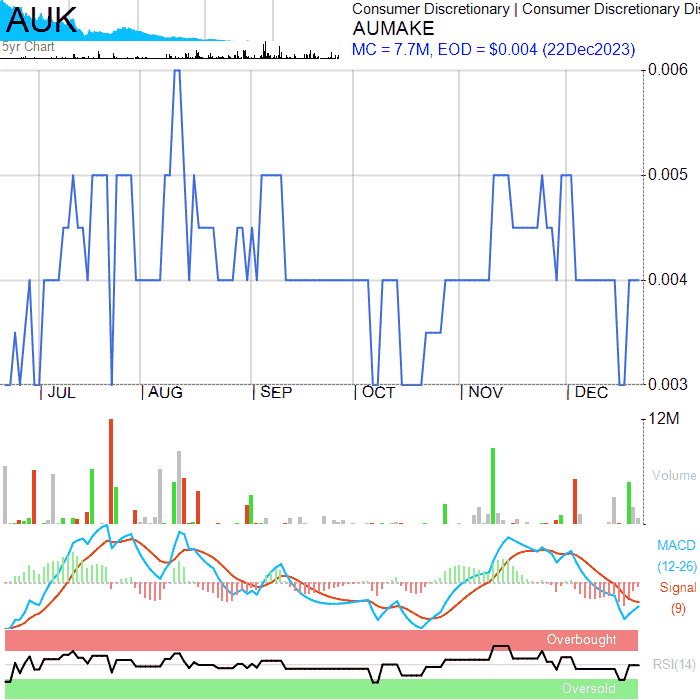 AUK
5yr Chart
Consumer Discretionary | Consumer Discretionary Dis
AUMAKE
MC = 7.7M, EOD = $0.004 (22Dec2023)
0.006
0.005
0.004
0.003
JUL
AUG
SEP
OCT
NOV
DEC
12M
Volume
MACD
(12-26)
Signal
(9)
Overbought
RSI(14)
Oversold